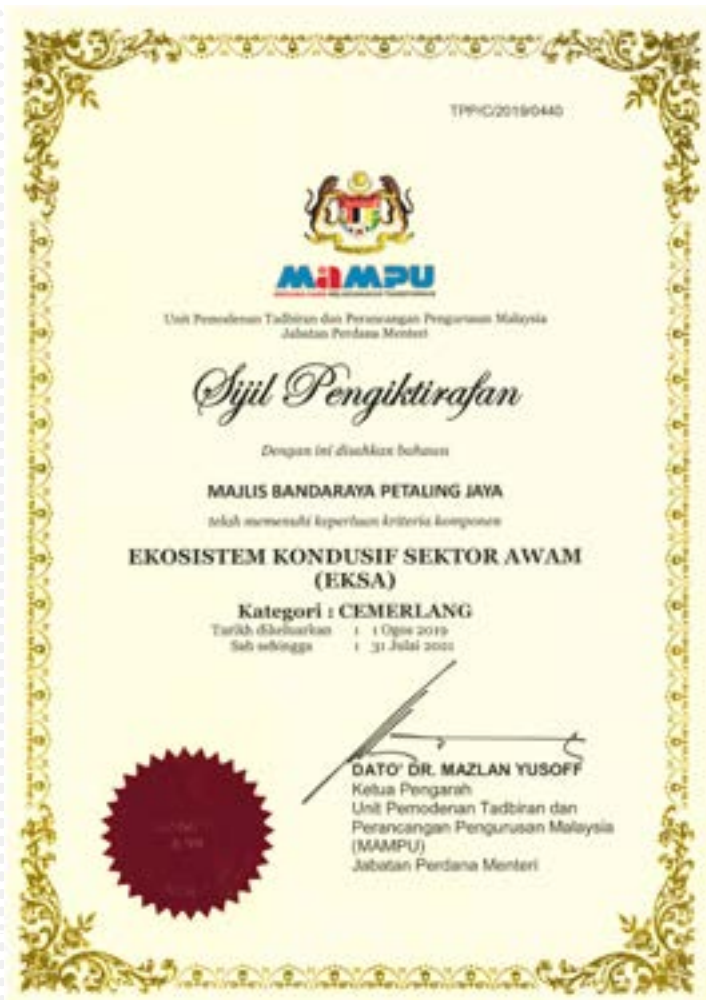 TPP/C/2019/0440
MAMPU
Unit Pemodenan Tadbiran dan Perancangan Pengurusan Malaysia
Jabatan Perdana Menteri
Sijil Pengiktirafan
Dengan ini disahkan bahawa
MAJLIS BANDARAYA PETALING JAYA
telah memenuhi keperluan kriteria komponen
EKOSISTEM KONDUSIF SEKTOR AWAM
(EKSA)
Kategori : CEMERLANG
Tarikh dikeluarkan : 1 Ogos 2019
Sah sehingga : 31 Julai 2021
DATO' DR. MAZLAN YUSOFF
Ketua Pengarah
Unit Pemodenan Tadbiran dan
Perancangan Pengurusan Malaysia
(MAMPU)
Jabatan Perdana Menteri